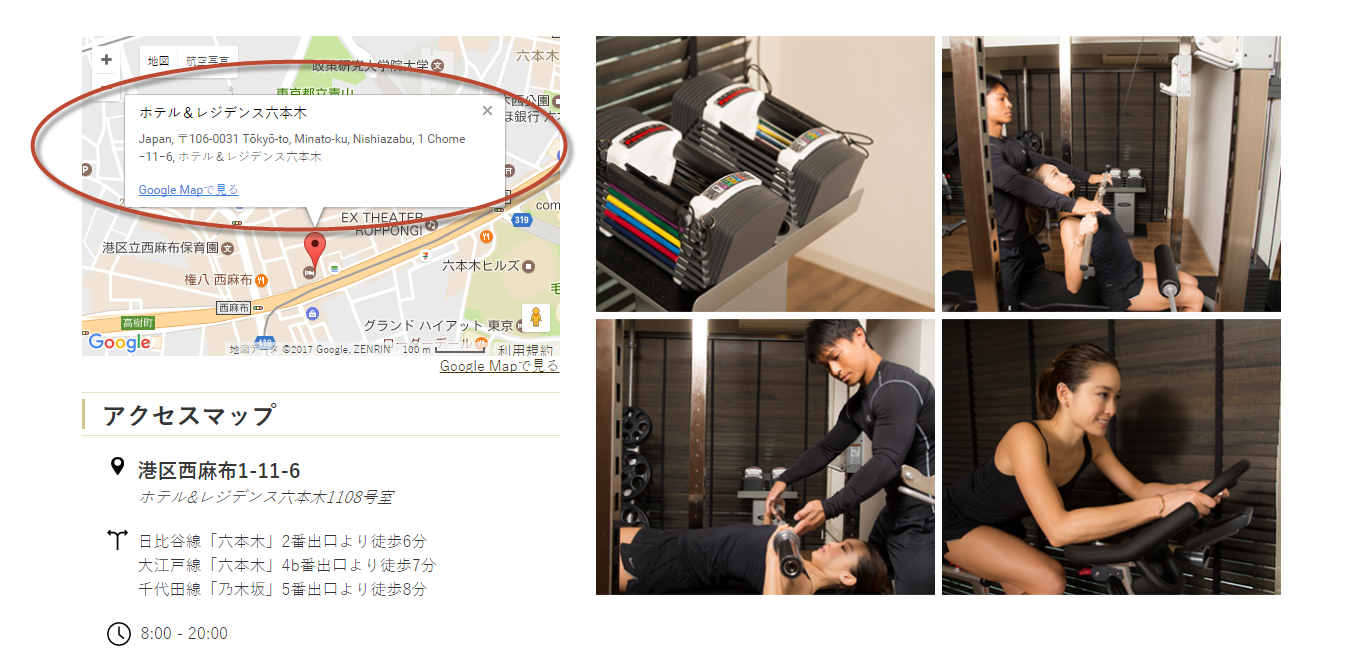 地図 航空写真
政策研究大学院大学
六本木
東京都立青山
木西公園
ほ銀行 六
ホテル＆レジデンス六本木
Japan, 〒106-0031 Tōkyō-to, Minato-ku, Nishiazabu, 1 Chome
−11−6, ホテル＆レジデンス六本木
Google Mapで見る
EX THEATER
ROPPONGI
com
319
港区立西麻布保育園
六本木ヒルズ
権八 西麻布
西麻布
高樹町
グランド ハイアット 東京
Google
地図データ ©2017 Google, ZENRIN 100 m 利用規約
Google Mapで見る
アクセスマップ
港区西麻布1-11-6
ホテル&レジデンス六本木1108号室
日比谷線「六本木」2番出口より徒歩6分
大江戸線「六本木」4b番出口より徒歩7分
千代田線「乃木坂」5番出口より徒歩8分
8:00 - 20:00